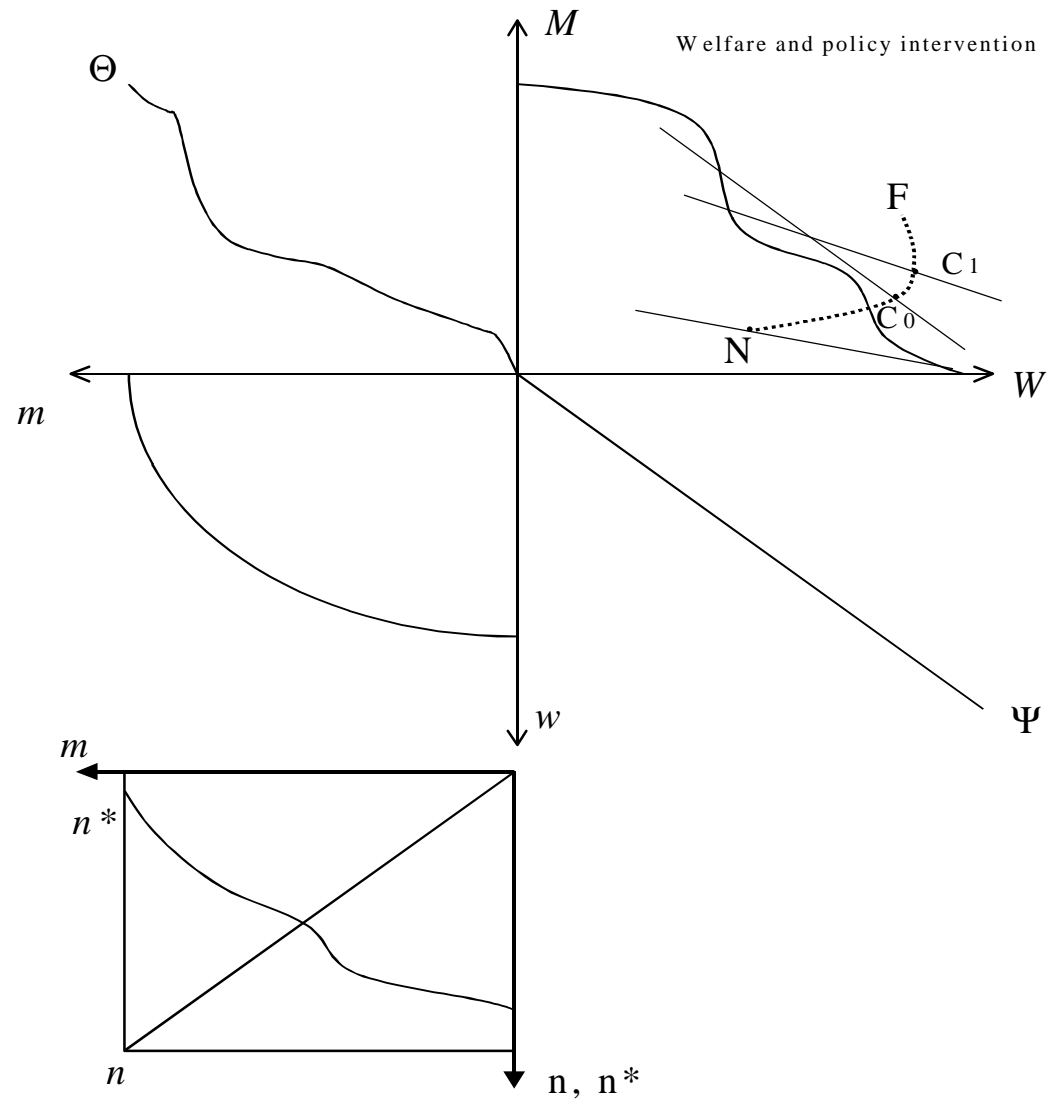 M
Welfare and policy intervention
Θ
F
C1
C0
N
W
m
w
Ψ
m
n*
n
n, n*